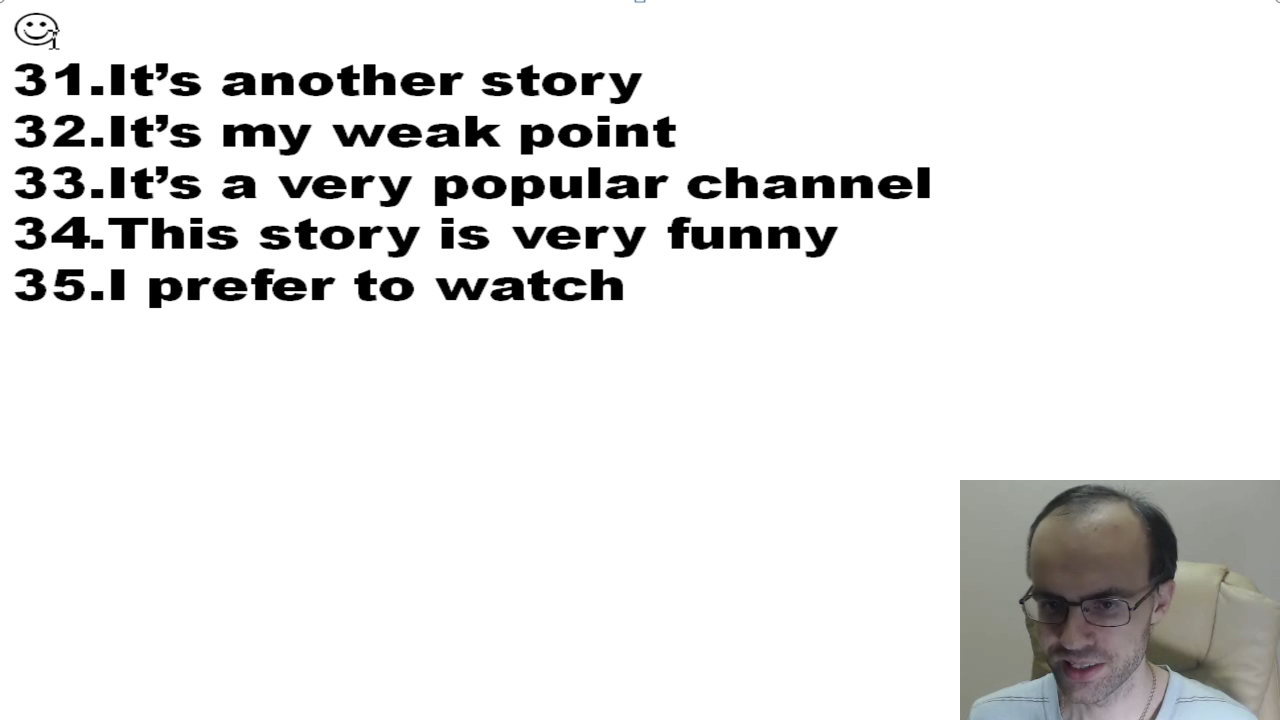 31.It’s another story
32.It’s my weak point
33.It’s a very popular channel
34.This story is very funny
35.I prefer to watch